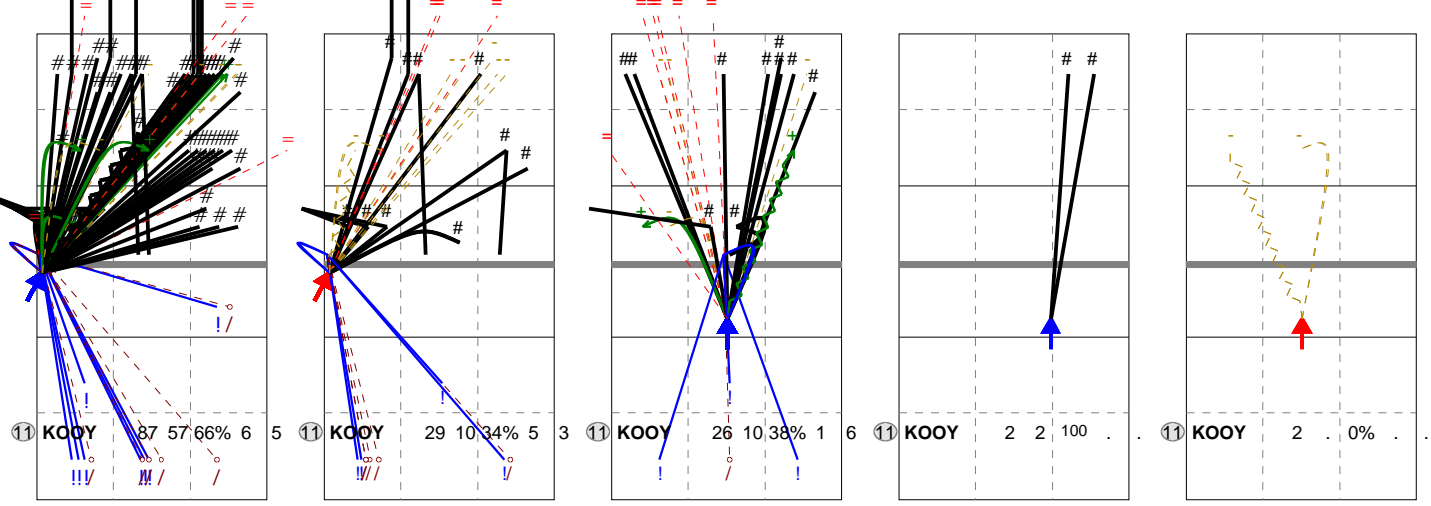 11 KOOY 87 57 66% 6 5
11 KOOY 29 10 34% 5 3
11 KOOY 26 10 38% 1 6
11 KOOY 2 2 100 . .
11 KOOY 2 . 0% . .